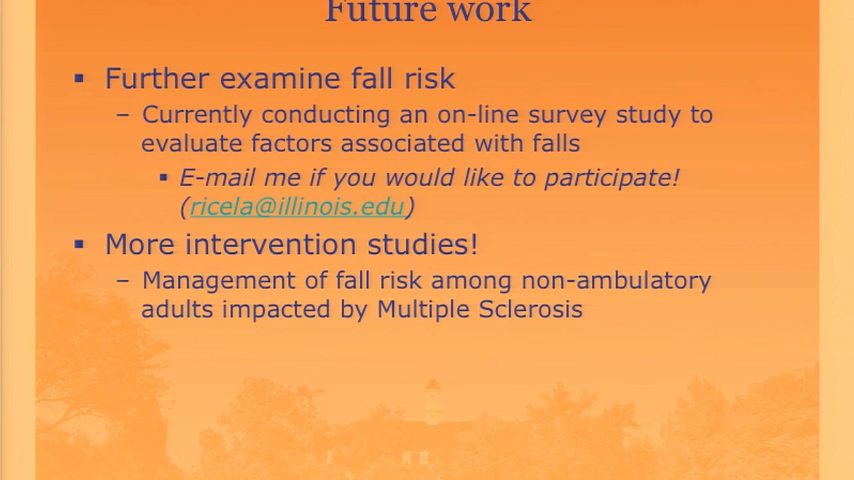 Future work
▪ Further examine fall risk
– Currently conducting an on-line survey study to
evaluate factors associated with falls
▪ E-mail me if you would like to participate!
(ricela@illinois.edu)
▪ More intervention studies!
– Management of fall risk among non-ambulatory
adults impacted by Multiple Sclerosis